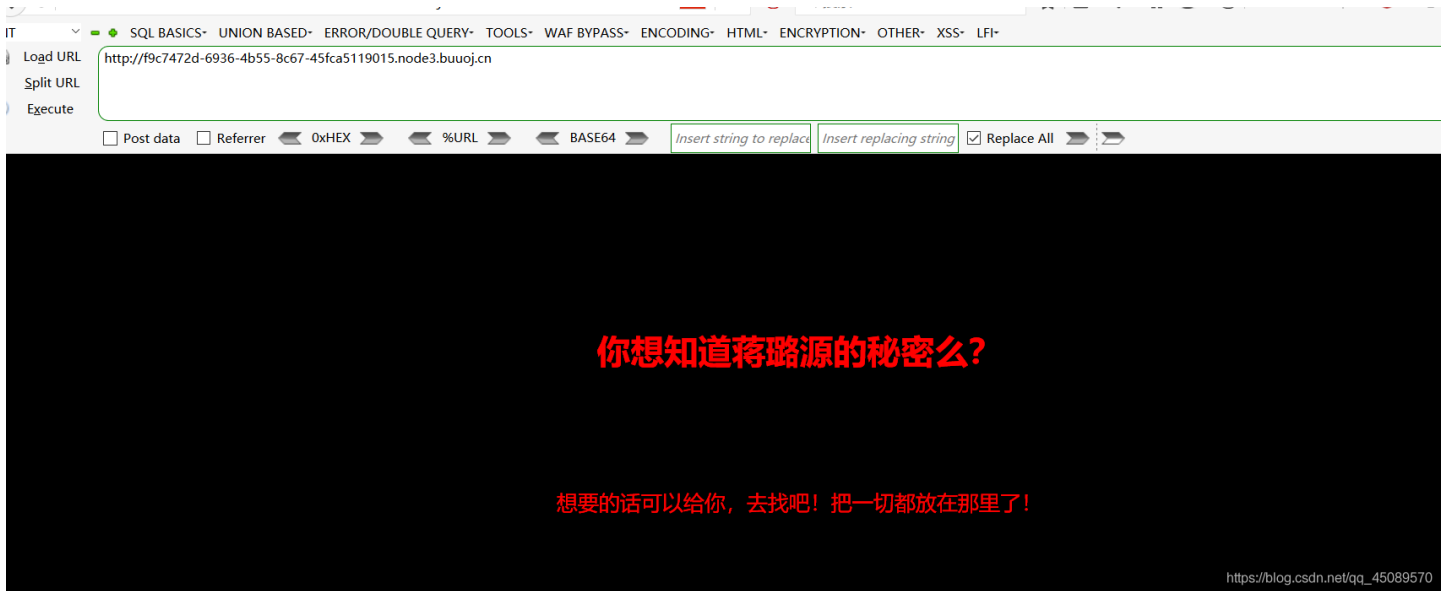 SQL BASICS▾ UNION BASED▾ ERROR/DOUBLE QUERY▾ TOOLS▾ WAF BYPASS▾ ENCODING▾ HTML▾ ENCRYPTION▾ OTHER▾ XSS▾ LFI▾
Load URL
http://f9c7472d-6936-4b55-8c67-45fca5119015.node3.buuoj.cn
Split URL
Execute
Post data Referrer 0xHEX %URL BASE64 Insert string to replace Insert replacing string Replace All
你想知道蒋璐源的秘密么?
想要的话可以给你，去找吧！把一切都放在那里了！
https://blog.csdn.net/qq_45089570